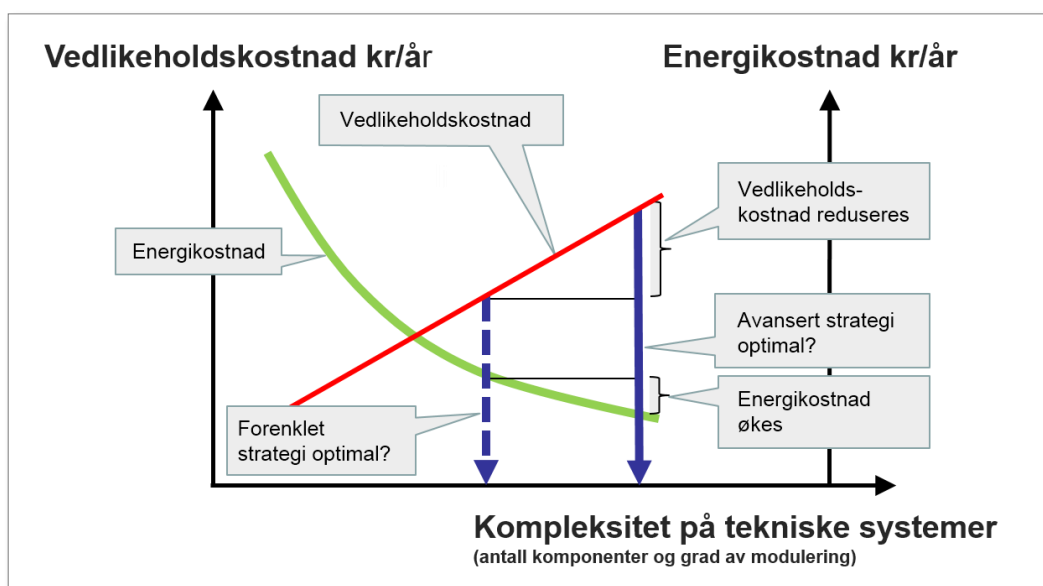 Vedlikeholdskostnad kr/år
Energikostnad kr/år
Vedlikeholdskostnad
Vedlikeholds-
kostnad reduseres
Energikostnad
Avansert strategi
optimal?
Energikostnad
økes
Forenklet
strategi optimal?
Kompleksitet på tekniske systemer
(antall komponenter og grad av modulering)